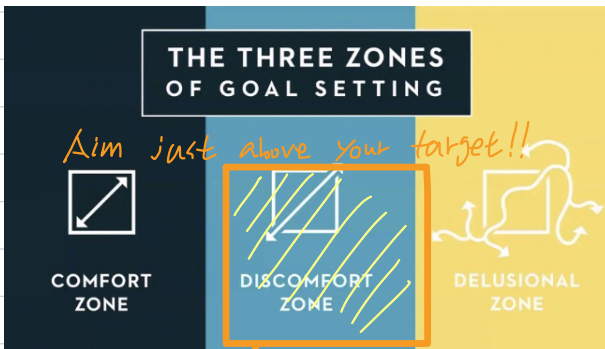 THE THREE ZONES
OF GOAL SETTING
Aim just above your target!!
COMFORT
ZONE
DISCOMFORT
ZONE
DELUSIONAL
ZONE